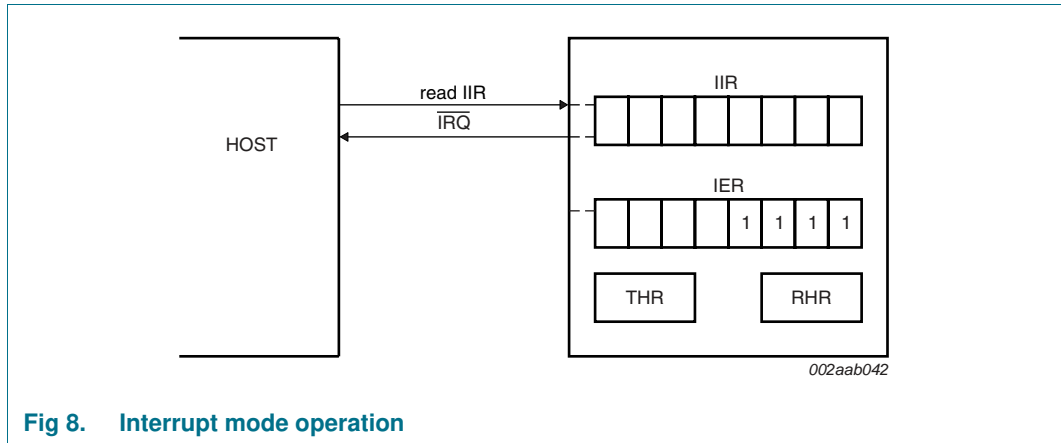 IIR
read IIR
IRQ
HOST
IER
1 1 1 1
THR RHR
002aab042
Fig 8. Interrupt mode operation